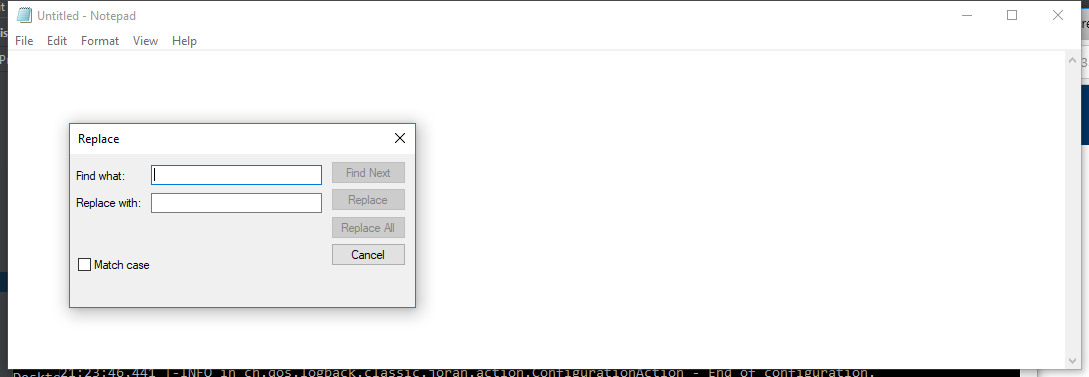 Untitled - Notepad
File Edit Format View Help
Replace
Find what:
Find Next
Replace with:
Replace
Replace All
Cancel
Match case
21:23:46.441 |-INFO in ch.qos.logback.classic.joran.action.ConfigurationAction - End of configuration.